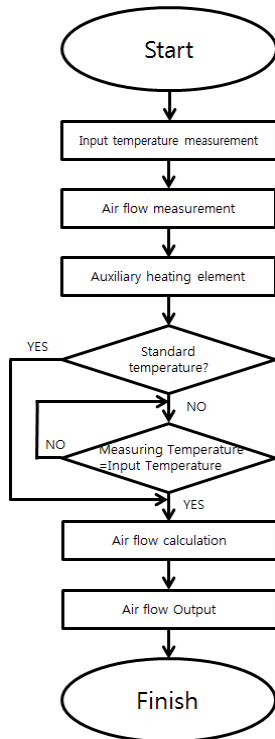 Start
Input temperature measurement
Air flow measurement
Auxiliary heating element
YES
Standard
temperature?
NO
NO
Measuring Temperature
=Input Temperature
YES
Air flow calculation
Air flow Output
Finish